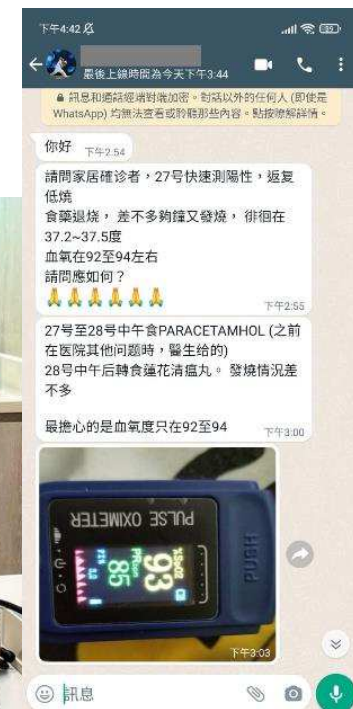 下午4:42
最後上線時間為今天下午3:44
訊息和通話經端對端加密。對話以外的任何人 (即使是
WhatsApp) 均無法查看或聆聽那些內容。點按瞭解詳情。
你好
下午2:54
請問家居確诊者，27号快速測陽性，返复
低燒
食藥退烧， 差不多夠鐘又發燒， 徘徊在
37.2~37.5度
血氧在92至94左右
請問應如何？
下午2:55
27号至28号中午食PARACETAMHOL (之前
在医院其他问题時，醫生给的)
28号中午后轉食蓮花清瘟丸。 發燒情況差
不多
最擔心的是血氧度只在92至94
下午3:00
PULSE OXIMETER
%SpO2
93
85
PUSH
下午3:03
訊息